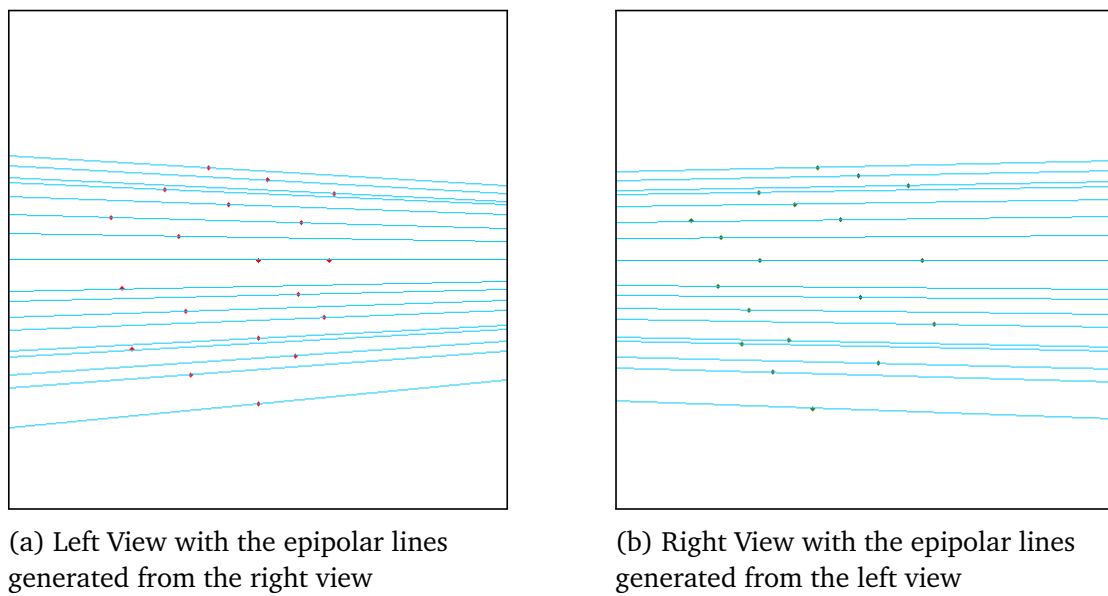 (a) Left View with the epipolar lines
generated from the right view
(b) Right View with the epipolar lines
generated from the left view